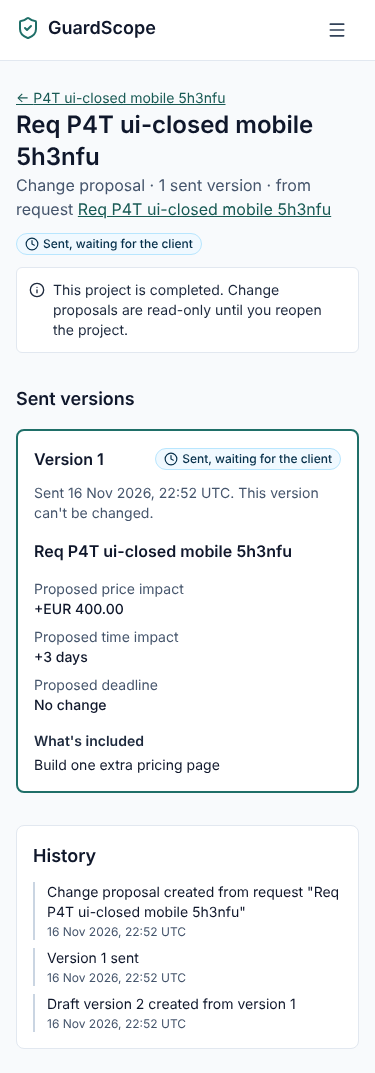 GuardScope
← P4T ui-closed mobile 5h3nfu
Req P4T ui-closed mobile
5h3nfu
Change proposal · 1 sent version · from
request Req P4T ui-closed mobile 5h3nfu
Sent, waiting for the client
This project is completed. Change
proposals are read-only until you reopen
the project.
Sent versions
Version 1
Sent, waiting for the client
Sent 16 Nov 2026, 22:52 UTC. This version
can't be changed.
Req P4T ui-closed mobile 5h3nfu
Proposed price impact
+EUR 400.00
Proposed time impact
+3 days
Proposed deadline
No change
What's included
Build one extra pricing page
History
Change proposal created from request "Req
P4T ui-closed mobile 5h3nfu"
16 Nov 2026, 22:52 UTC
Version 1 sent
16 Nov 2026, 22:52 UTC
Draft version 2 created from version 1
16 Nov 2026, 22:52 UTC